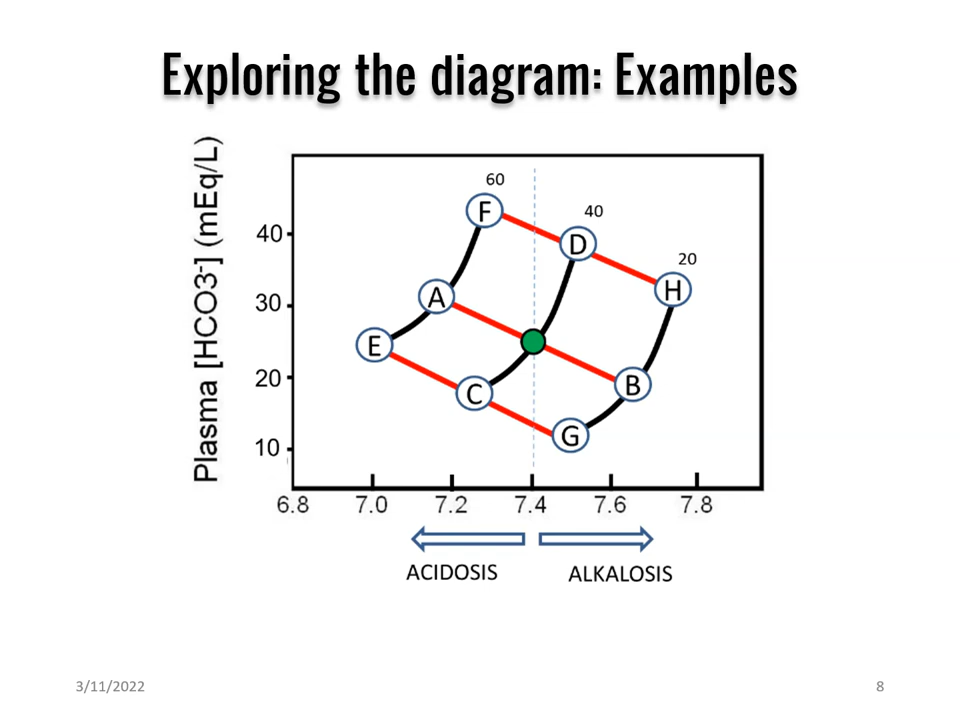 Exploring the diagram: Examples
Plasma [HCO3-] (mEq/L)
60
F
40
40
D
20
H
30
A
E
20
C
B
G
10
6.8 7.0 7.2 7.4 7.6 7.8
ACIDOSIS ALKALOSIS
3/11/2022 8